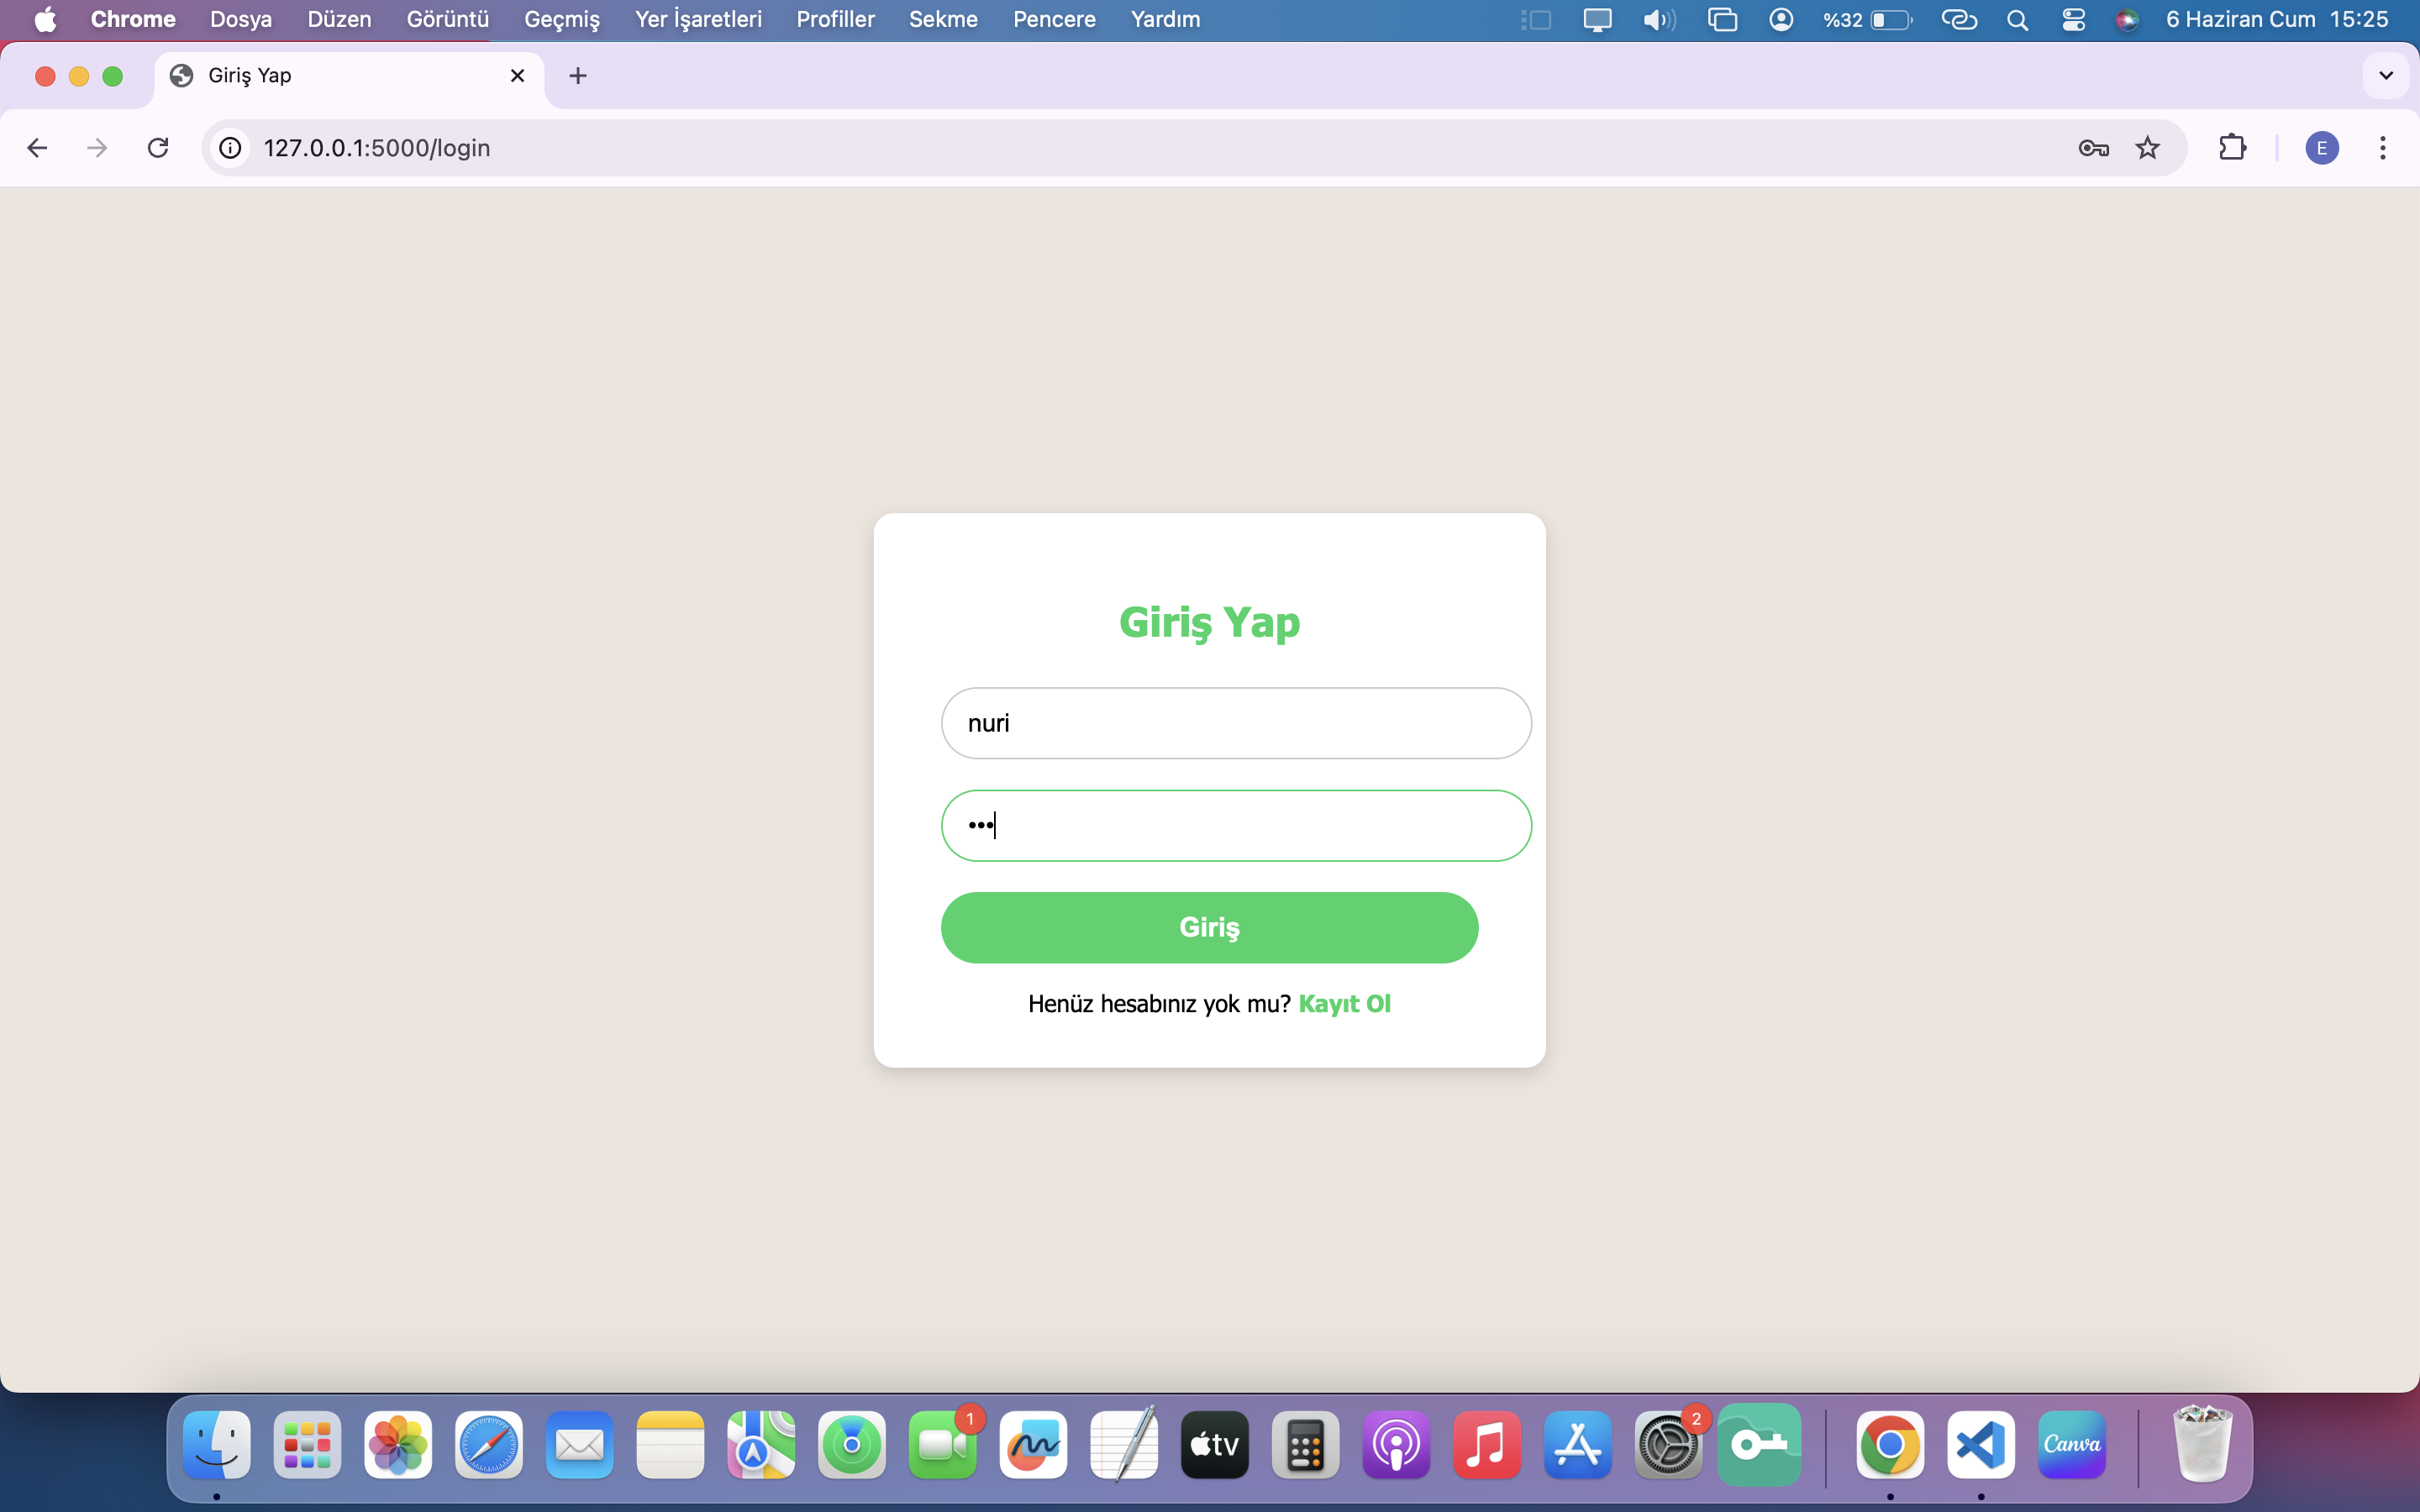 Chrome Dosya Düzen Görüntü Geçmiş Yer İşaretleri Profiller Sekme Pencere Yardım %32 6 Haziran Cum 15:25
Giriş Yap
127.0.0.1:5000/login
E
Giriş Yap
nuri
•••
Giriş
Henüz hesabınız yok mu? Kayıt Ol
1
tv
2
Canva